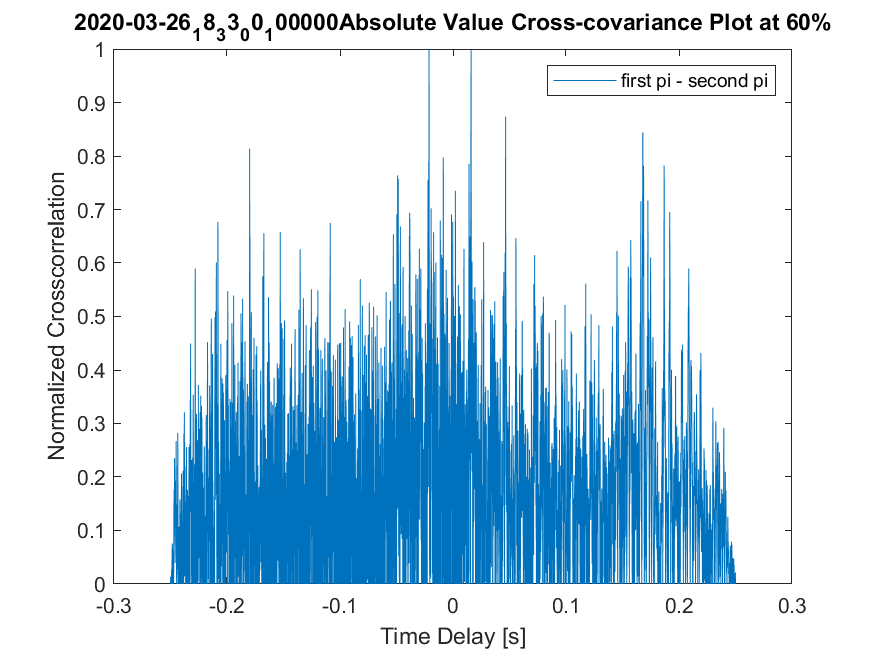 2020-03-26₁8₃3₀0₁00000Absolute Value Cross-covariance Plot at 60%
first pi - second pi
Normalized Crosscorrelation
1
0.9
0.8
0.7
0.6
0.5
0.4
0.3
0.2
0.1
0
-0.3 -0.2 -0.1 0 0.1 0.2 0.3
Time Delay [s]